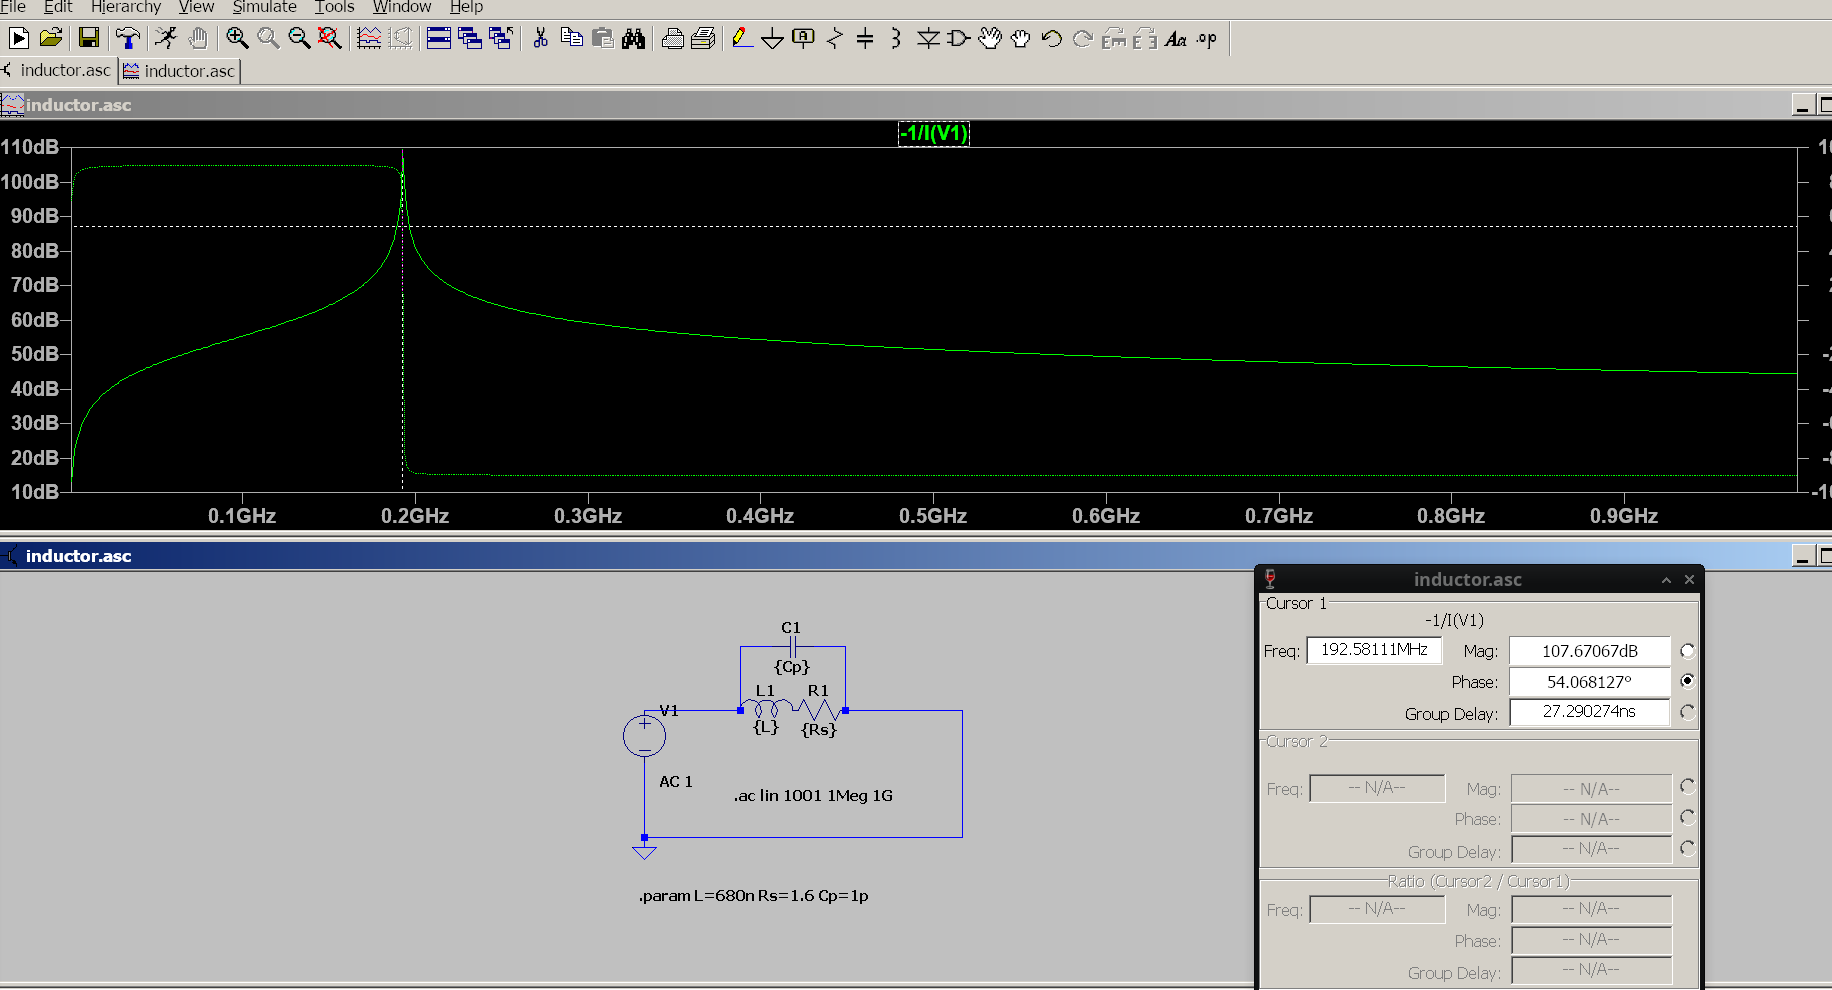 File Edit Hierarchy View Simulate Tools Window Help
A Aa .op
inductor.asc inductor.asc
inductor.asc
-1/I(V1)
110dB
100dB
90dB
80dB
70dB
60dB
50dB
40dB
30dB
20dB
10dB
0.1GHz 0.2GHz 0.3GHz 0.4GHz 0.5GHz 0.6GHz 0.7GHz 0.8GHz 0.9GHz
inductor.asc
C1
{Cp}
L1 R1
{L} {Rs}
V1
+
AC 1
.ac lin 1001 1Meg 1G
.param L=680n Rs=1.6 Cp=1p
inductor.asc
Cursor 1
-1/I(V1)
Freq: 192.58111MHz Mag: 107.67067dB
Phase: 54.068127º
Group Delay: 27.290274ns
Cursor 2
Freq: -- N/A-- Mag: -- N/A--
Phase: -- N/A--
Group Delay: -- N/A--
Ratio (Cursor2 / Cursor1)
Freq: -- N/A-- Mag: -- N/A--
Phase: -- N/A--
Group Delay: -- N/A--